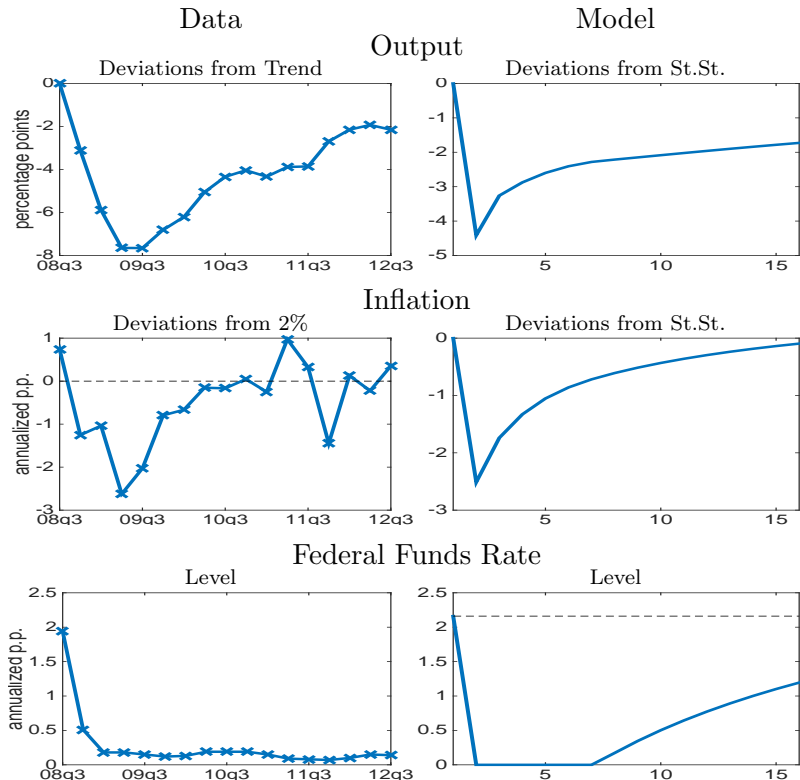 Data
Model
Output
Deviations from Trend
Deviations from St.St.
percentage points
0
-2
-4
-6
-8
08q3
09q3
10q3
11q3
12q3
0
-1
-2
-3
-4
-5
5
10
15
Inflation
Deviations from 2%
Deviations from St.St.
annualized p.p.
1
0
-1
-2
-3
08q3
09q3
10q3
11q3
12q3
0
-1
-2
-3
5
10
15
Federal Funds Rate
Level
Level
annualized p.p.
2.5
2
1.5
1
0.5
0
08q3
09q3
10q3
11q3
12q3
2.5
2
1.5
1
0.5
0
5
10
15